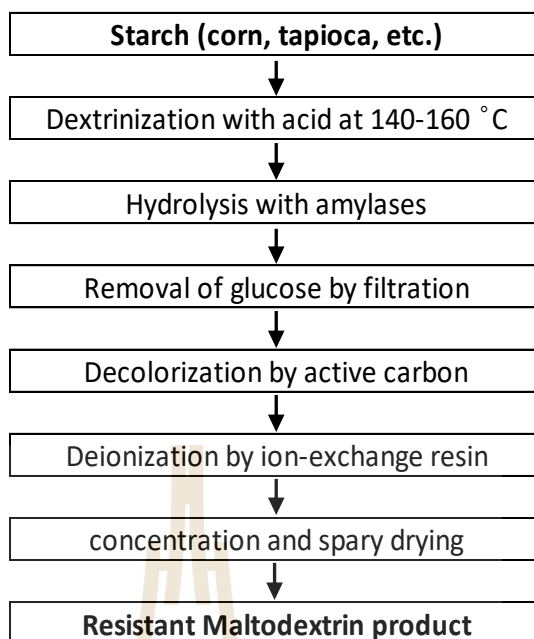 Starch (corn, tapioca, etc.)
Dextrinization with acid at 140-160 ˚C
Hydrolysis with amylases
Removal of glucose by filtration
Decolorization by active carbon
Deionization by ion-exchange resin
concentration and spary drying
Resistant Maltodextrin product